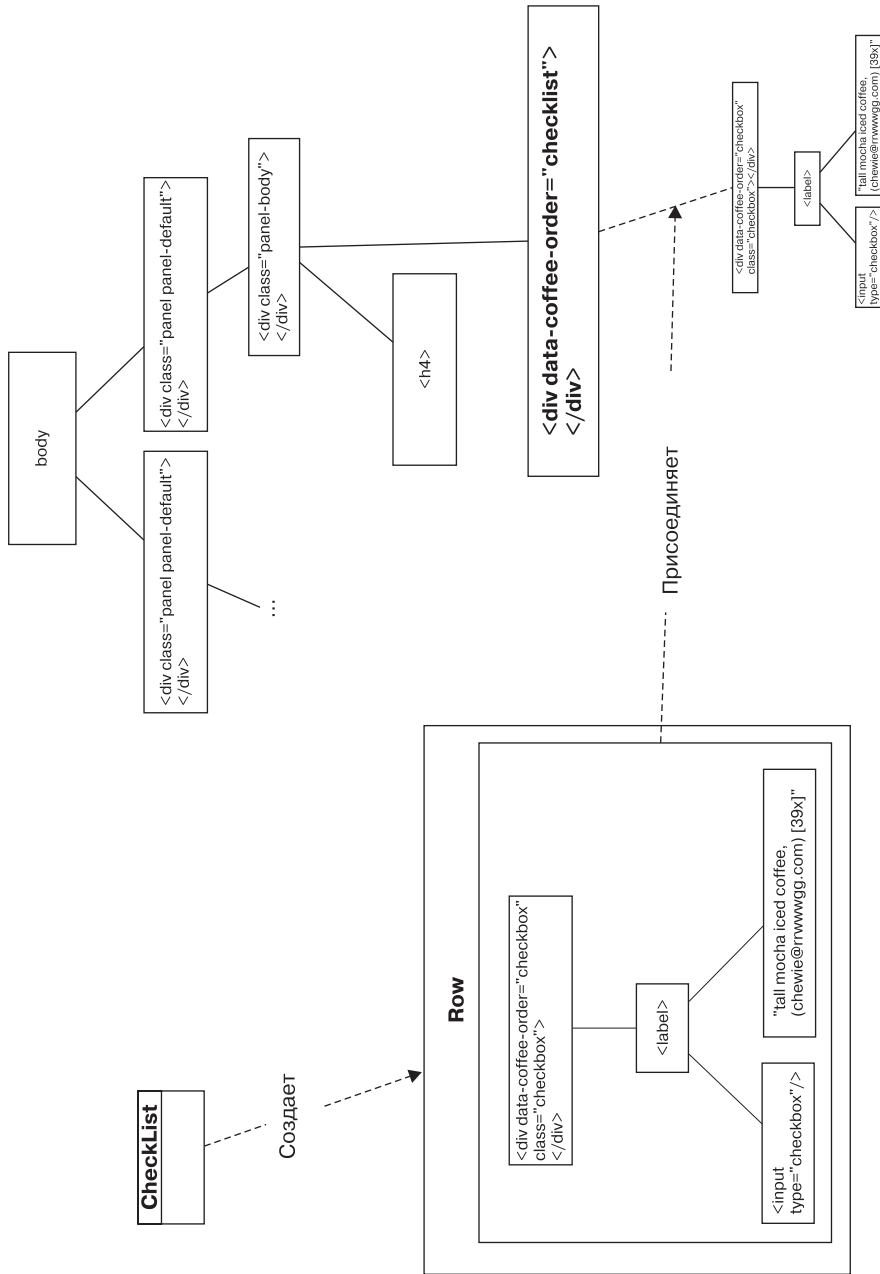 body
<div class="panel panel-default">
</div>
<div class="panel panel-default">
</div>
...
<div class="panel-body">
</div>
<h4>
<div data-coffee-order="checklist">
</div>
<div data-coffee-order="checkbox"
class="checkbox"></div>
<label>
<input
type="checkbox"/>
"tall mocha iced coffee,
(chewie@rrwwwgg.com) [39x]"
CheckList
Создает
Присоединяет
Row
<div data-coffee-order="checkbox"
class="checkbox">
</div>
<label>
<input
type="checkbox"/>
"tall mocha iced coffee,
(chewie@rrwwwgg.com) [39x]"